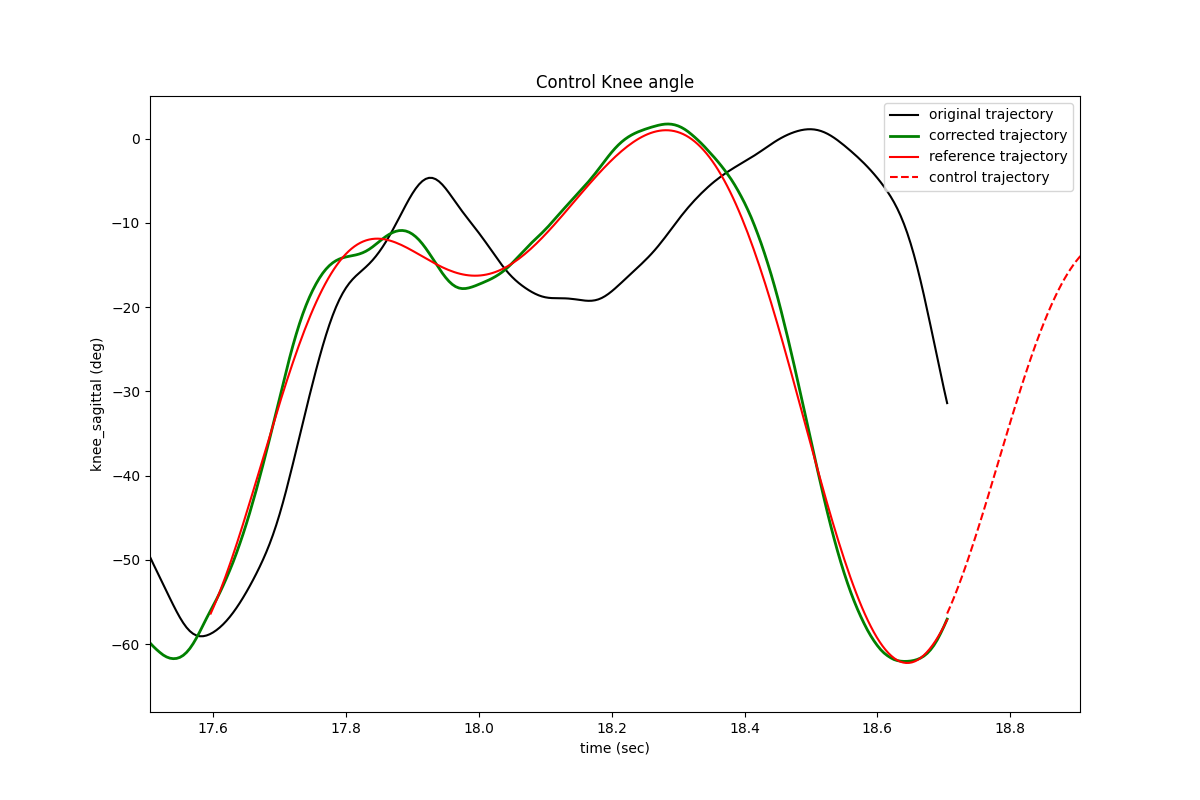 Control Knee angle
original trajectory
corrected trajectory
reference trajectory
control trajectory
knee_sagittal (deg)
0
−10
−20
−30
−40
−50
−60
17.6 17.8 18.0 18.2 18.4 18.6 18.8
time (sec)